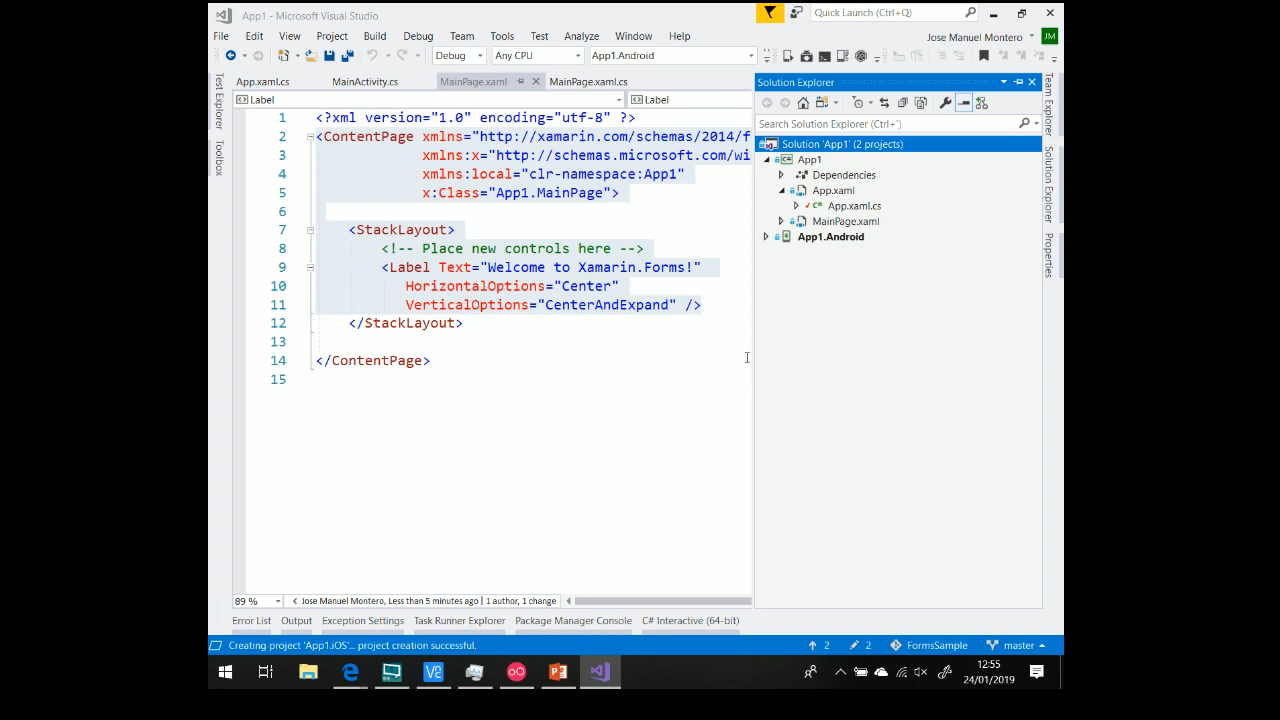 App1 - Microsoft Visual Studio
Quick Launch (Ctrl+Q)
File Edit View Project Build Debug Team Tools Test Analyze Window Help
Jose Manuel Montero
JM
Debug Any CPU App1.Android
Test Explorer
Toolbox
App.xaml.cs MainActivity.cs MainPage.xaml MainPage.xaml.cs
Label Label
1 <?xml version="1.0" encoding="utf-8" ?>
2 <ContentPage xmlns="http://xamarin.com/schemas/2014/f
3 xmlns:x="http://schemas.microsoft.com/wi
4 xmlns:local="clr-namespace:App1"
5 x:Class="App1.MainPage">
6
7 <StackLayout>
8 <!-- Place new controls here -->
9 <Label Text="Welcome to Xamarin.Forms!"
10 HorizontalOptions="Center"
11 VerticalOptions="CenterAndExpand" />
12 </StackLayout>
13
14 </ContentPage>
15
Solution Explorer
Search Solution Explorer (Ctrl+')
Solution 'App1' (2 projects)
App1
Dependencies
App.xaml
App.xaml.cs
MainPage.xaml
App1.Android
Team Explorer
Solution Explorer
Properties
89 % Jose Manuel Montero, Less than 5 minutes ago | 1 author, 1 change
Error List Output Exception Settings Task Runner Explorer Package Manager Console C# Interactive (64-bit)
Creating project 'App1.iOS'... project creation successful. 2 2 FormsSample master
12:55
24/01/2019